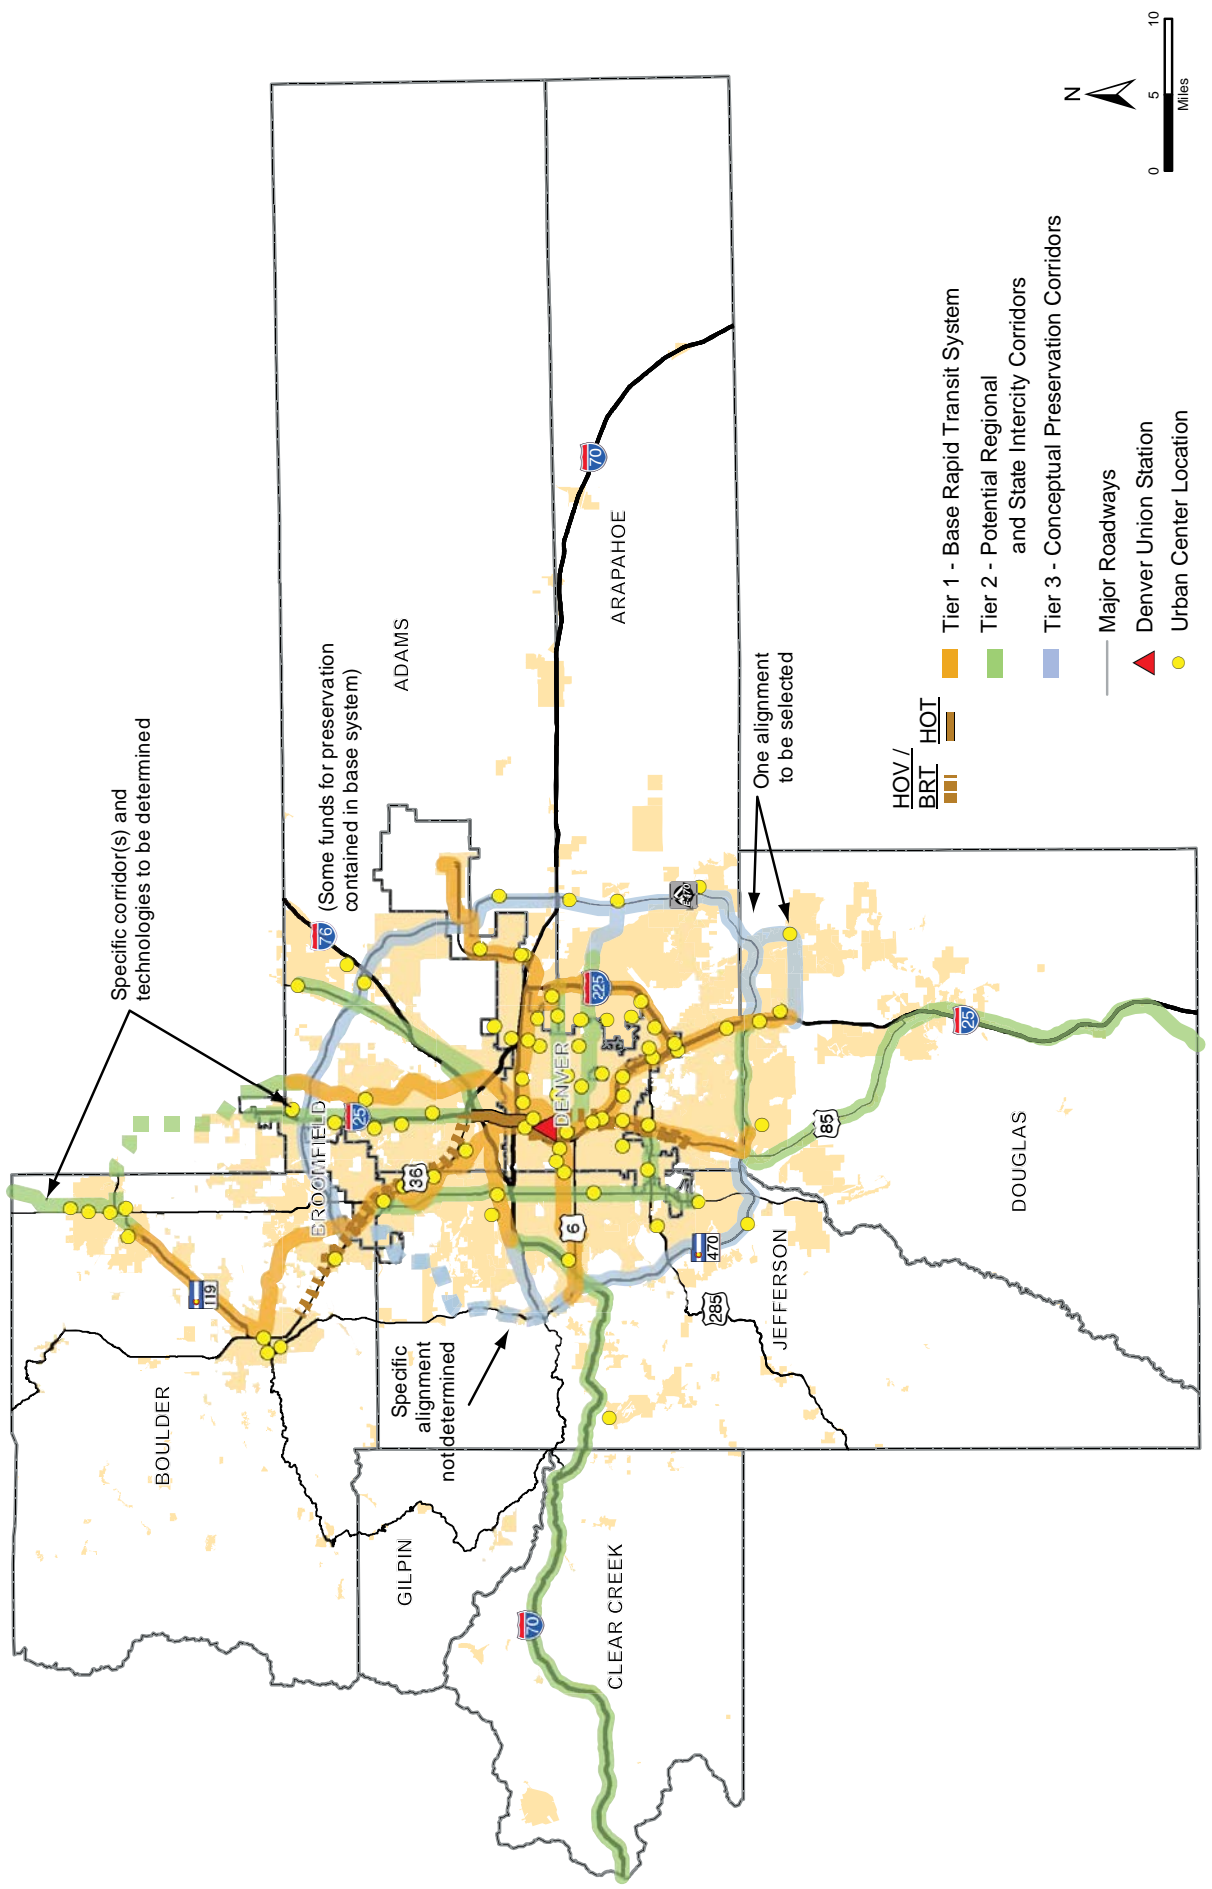 Specific corridor(s) and
technologies to be determined
(Some funds for preservation
contained in base system)
76
ADAMS
BOULDER
119
BROOMFIELD
25
36
GILPIN
Specific
alignment
not determined
70
CLEAR CREEK
6
DENVER
225
70
ARAPAHOE
470
285
JEFFERSON
One alignment
to be selected
85
25
DOUGLAS
HOV /
BRT
HOT
Tier 1 - Base Rapid Transit System
Tier 2 - Potential Regional
and State Intercity Corridors
Tier 3 - Conceptual Preservation Corridors
Major Roadways
Denver Union Station
Urban Center Location
N
0
5
10
Miles